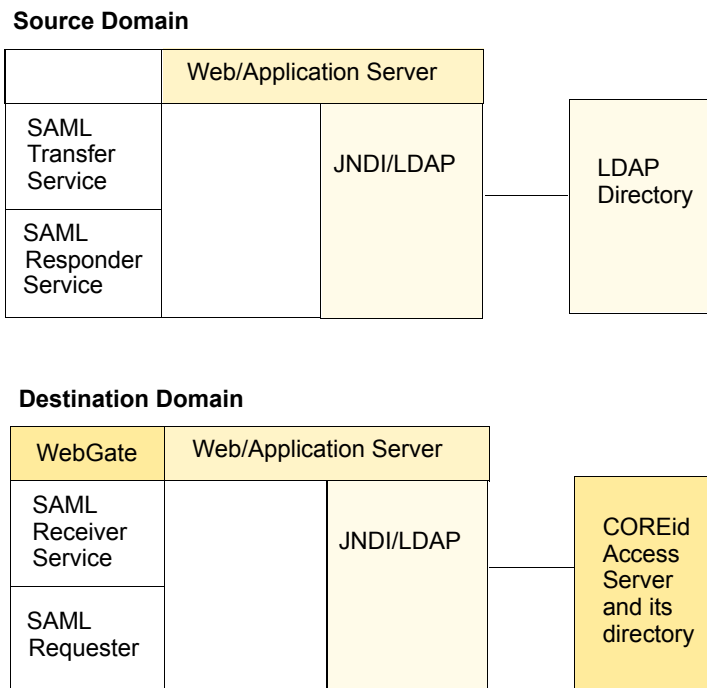 Source Domain
Web/Application Server
SAML
Transfer
Service
JNDI/LDAP
LDAP
Directory
SAML
Responder
Service
Destination Domain
WebGate
Web/Application Server
SAML
Receiver
Service
JNDI/LDAP
COREid
Access
Server
and its
directory
SAML
Requester